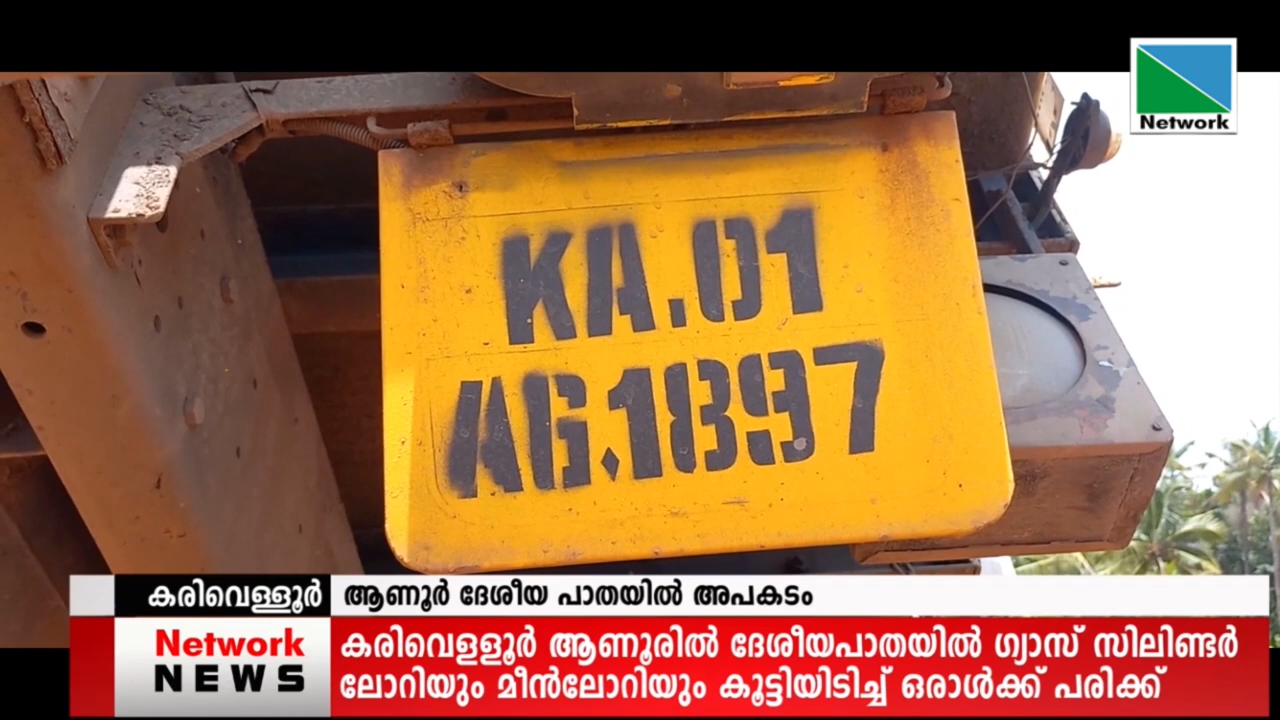 Network
KA.01
AG.1897
കരിവെള്ളൂർ
ആണൂർ ദേശീയ പാതയിൽ അപകടം
Network
NEWS
കരിവെളളൂർ ആണൂരിൽ ദേശീയപാതയിൽ ഗ്യാസ് സിലിണ്ടർ
ലോറിയും മീൻലോറിയും കൂട്ടിയിടിച്ച് ഒരാൾക്ക് പരിക്ക്